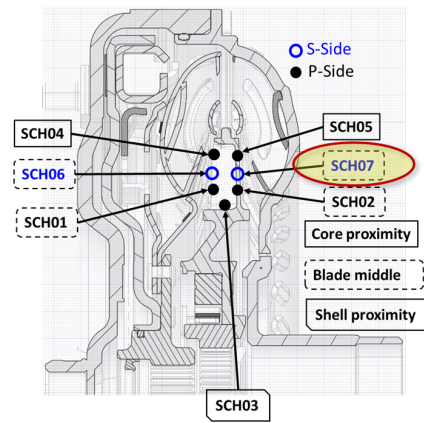 S-Side
P-Side
SCH04
SCH05
SCH06
SCH07
SCH01
SCH02
Core proximity
Blade middle
Shell proximity
SCH03